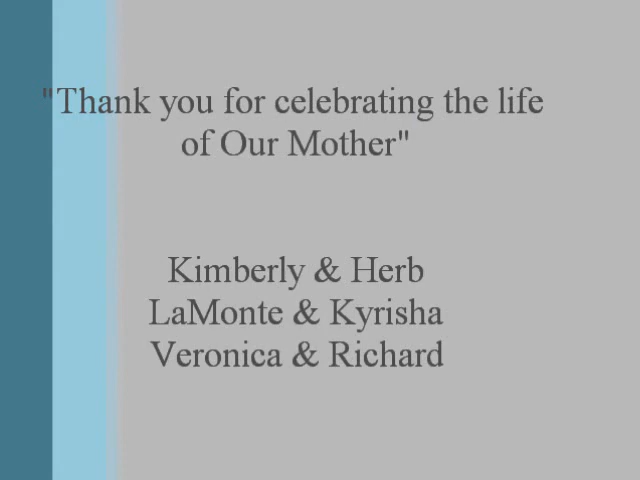 "Thank you for celebrating the life
of Our Mother"
Kimberly & Herb
LaMonte & Kyrisha
Veronica & Richard